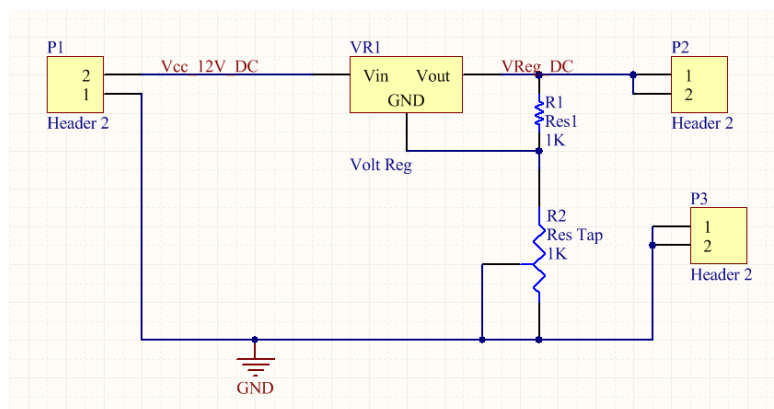 P1
2
1
Header 2
Vcc_12V_DC
VR1
Vin Vout
GND
Volt Reg
VReg_DC
R1
Res1
1K
P2
1
2
Header 2
R2
Res Tap
1K
P3
1
2
Header 2
GND